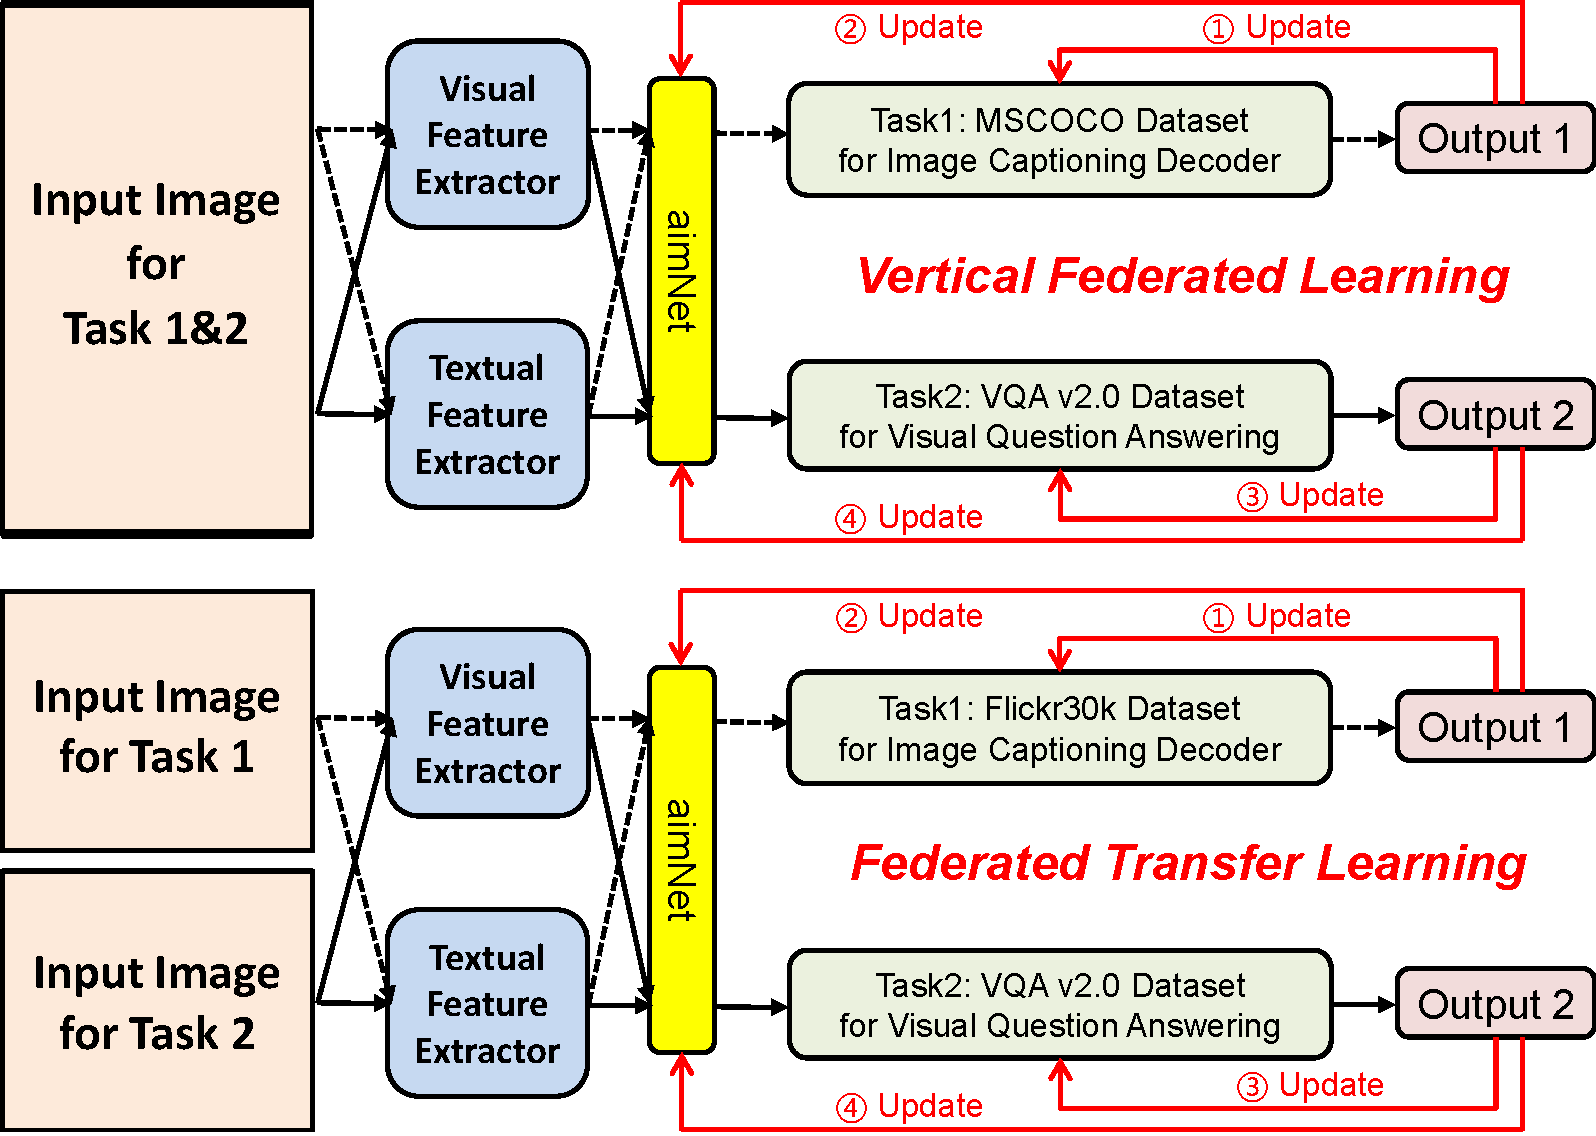 Input Image
for
Task 1&2
Visual
Feature
Extractor
Textual
Feature
Extractor
aimNet
② Update
① Update
Task1: MSCOCO Dataset
for Image Captioning Decoder
Output 1
Vertical Federated Learning
Task2: VQA v2.0 Dataset
for Visual Question Answering
Output 2
③ Update
④ Update
Input Image
for Task 1
Input Image
for Task 2
Visual
Feature
Extractor
Textual
Feature
Extractor
aimNet
② Update
① Update
Task1: Flickr30k Dataset
for Image Captioning Decoder
Output 1
Federated Transfer Learning
Task2: VQA v2.0 Dataset
for Visual Question Answering
Output 2
③ Update
④ Update